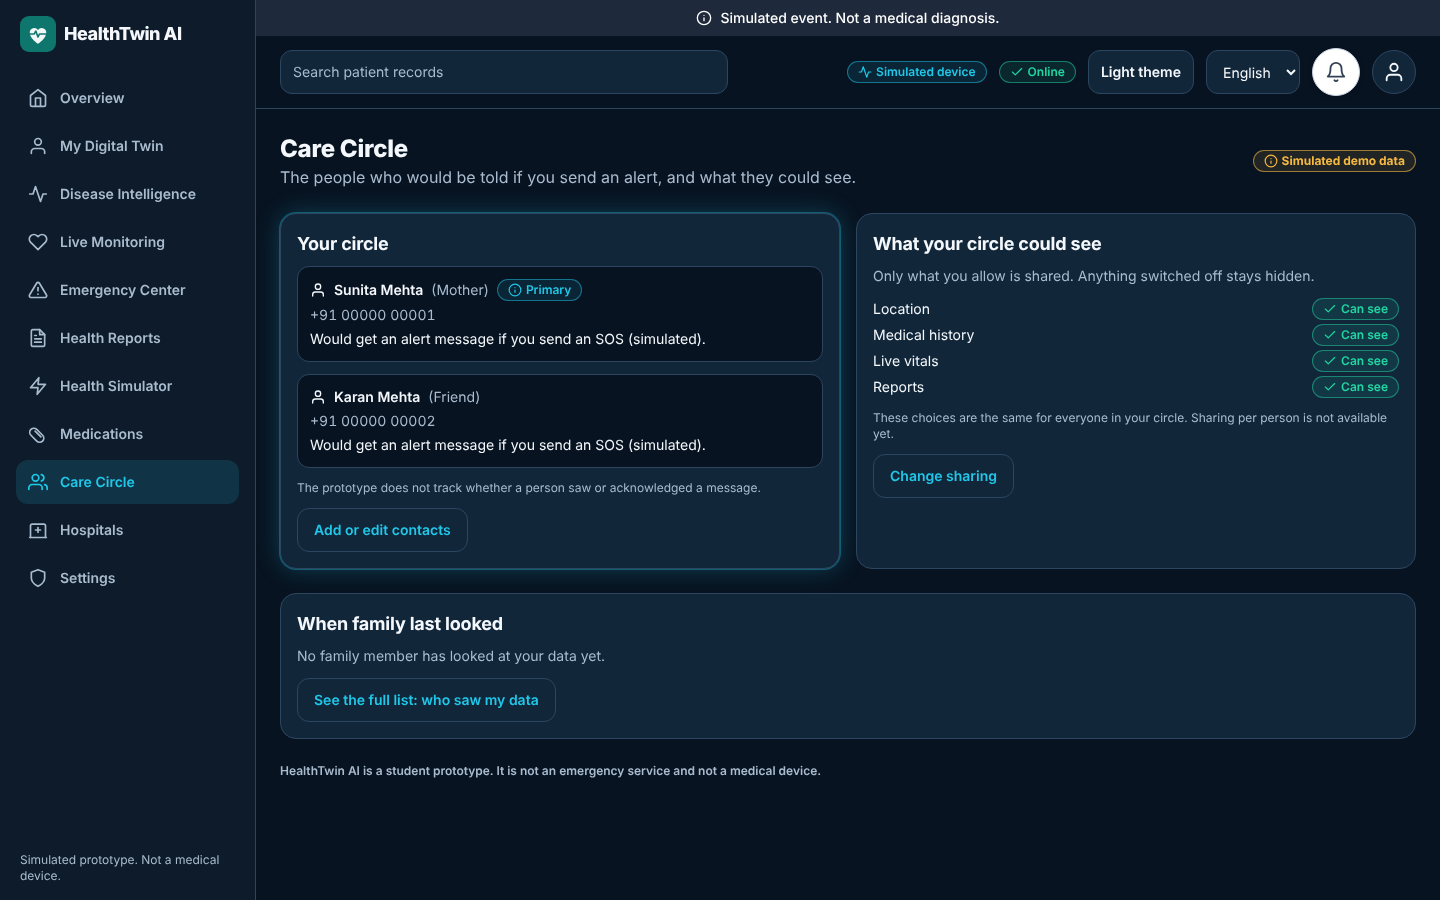 HealthTwin AI
Overview
My Digital Twin
Disease Intelligence
Live Monitoring
Emergency Center
Health Reports
Health Simulator
Medications
Care Circle
Hospitals
Settings
Simulated prototype. Not a medical
device.
Simulated event. Not a medical diagnosis.
Search patient records
Simulated device
Online
Light theme
English
Care Circle
The people who would be told if you send an alert, and what they could see.
Simulated demo data
Your circle
Sunita Mehta (Mother) Primary
+91 00000 00001
Would get an alert message if you send an SOS (simulated).
Karan Mehta (Friend)
+91 00000 00002
Would get an alert message if you send an SOS (simulated).
The prototype does not track whether a person saw or acknowledged a message.
Add or edit contacts
What your circle could see
Only what you allow is shared. Anything switched off stays hidden.
Location Can see
Medical history Can see
Live vitals Can see
Reports Can see
These choices are the same for everyone in your circle. Sharing per person is not available
yet.
Change sharing
When family last looked
No family member has looked at your data yet.
See the full list: who saw my data
HealthTwin AI is a student prototype. It is not an emergency service and not a medical device.